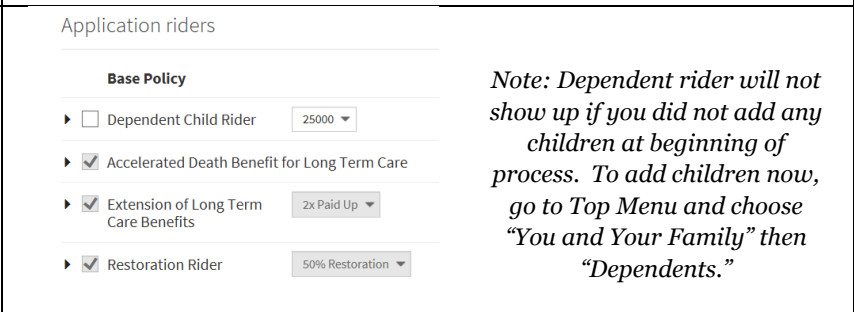 Application riders
Base Policy
Dependent Child Rider 25000
Accelerated Death Benefit for Long Term Care
Extension of Long Term 2x Paid Up
Care Benefits
Restoration Rider 50% Restoration
Note: Dependent rider will not
show up if you did not add any
children at beginning of
process. To add children now,
go to Top Menu and choose
“You and Your Family” then
“Dependents.”